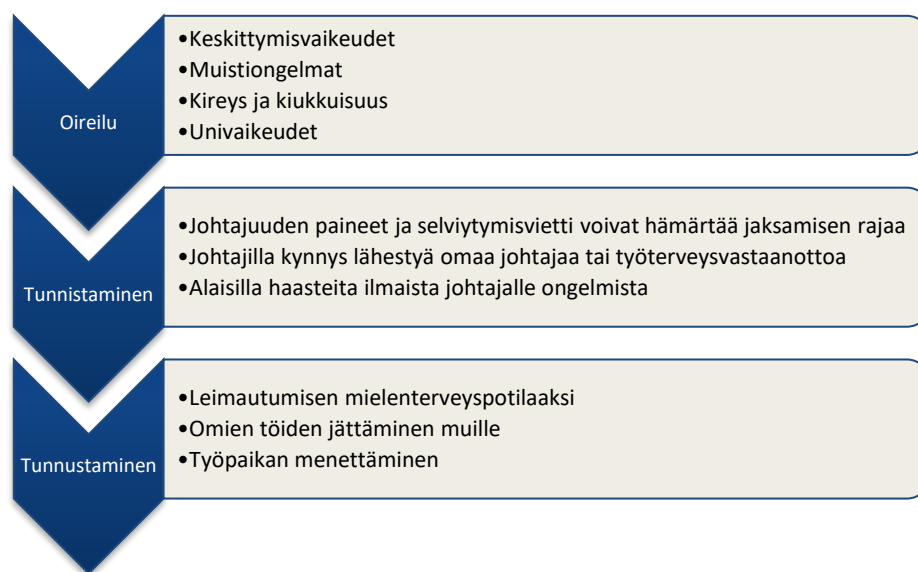 Oireilu
•Keskittymisvaikeudet
•Muistiongelmat
•Kireys ja kiukkuisuus
•Univaikeudet
Tunnistaminen
•Johtajuuden paineet ja selviytymisvietti voivat hämärtää jaksamisen rajaa
•Johtajilla kynnys lähestyä omaa johtajaa tai työterveysvastaanottoa
•Alaisilla haasteita ilmaista johtajalle ongelmista
Tunnustaminen
•Leimautumisen mielenterveyspotilaaksi
•Omien töiden jättäminen muille
•Työpaikan menettäminen